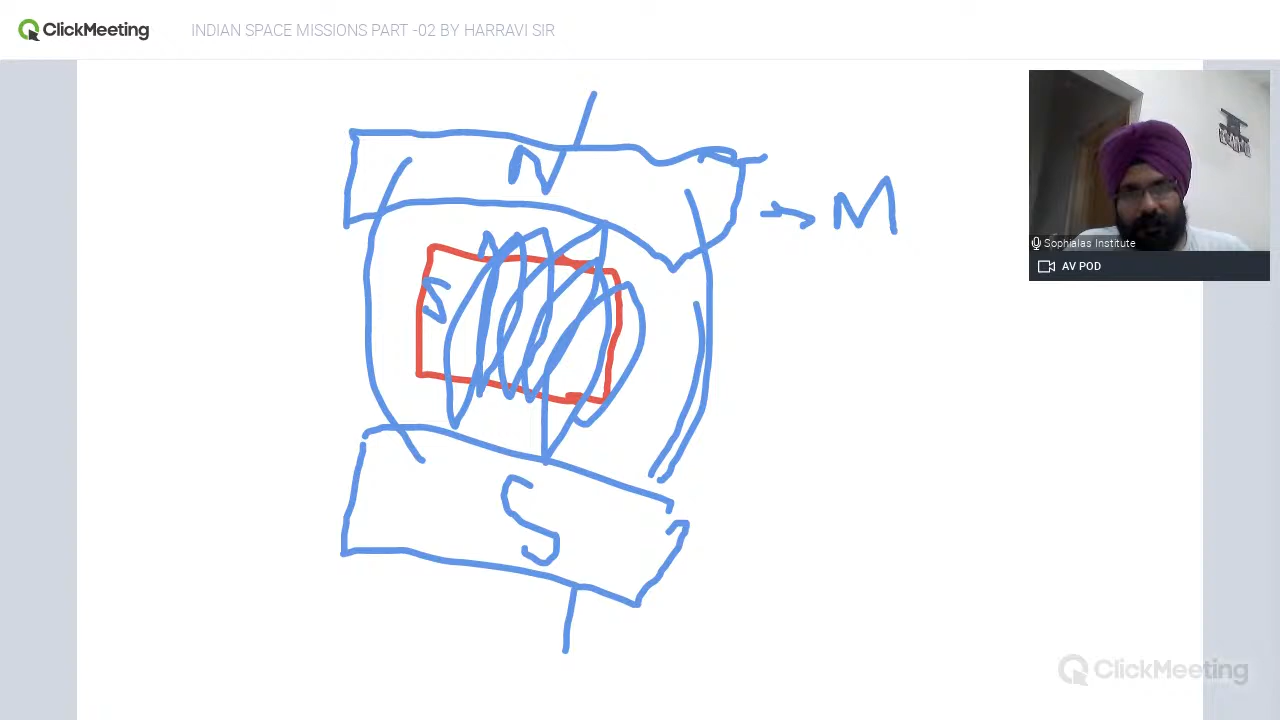 ClickMeeting
INDIAN SPACE MISSIONS PART -02 BY HARRAVI SIR
N
M
S
Sophialas Institute
AV POD
S
ClickMeeting